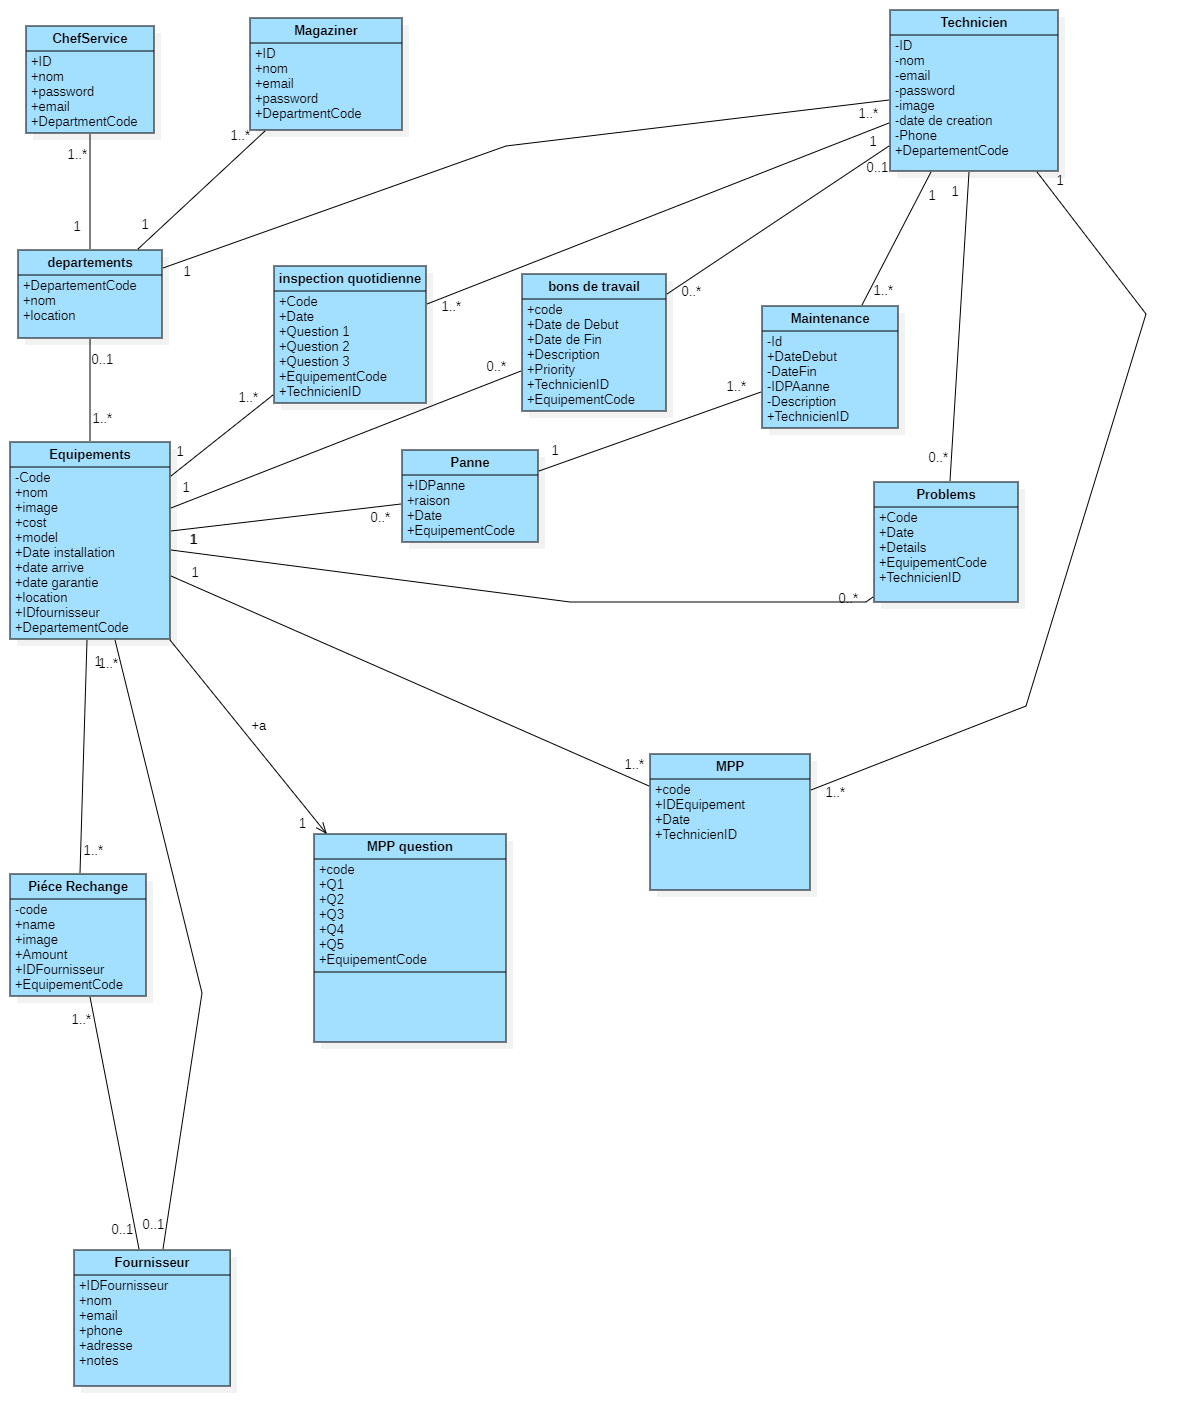 ChefService
+ID
+nom
+password
+email
+DepartmentCode
Magaziner
+ID
+nom
+email
+password
+DepartmentCode
Technicien
-ID
-nom
-email
-password
-image
-date de creation
-Phone
+DepartementCode
1..*
1
1..*
1
1..*
1
1
0..1
1
1
1
departements
+DepartementCode
+nom
+location
inspection quotidienne
+Code
+Date
+Question 1
+Question 2
+Question 3
+EquipementCode
+TechnicienID
1..*
bons de travail
+code
+Date de Debut
+Date de Fin
+Description
+Priority
+TechnicienID
+EquipementCode
0..*
1..*
Maintenance
-Id
+DateDebut
-DateFin
-IDPAanne
-Description
+TechnicienID
0..1
1..*
1..*
0..*
1..*
1
1
1
0..*
1
1
Equipements
-Code
+nom
+image
+cost
+model
+Date installation
+date arrive
+date garantie
+location
+IDfournisseur
+DepartementCode
Panne
+IDPanne
+raison
+Date
+EquipementCode
0..*
Problems
+Code
+Date
+Details
+EquipementCode
+TechnicienID
0..*
1
1..*
+a
1
1..*
1..*
MPP
+code
+IDEquipement
+Date
+TechnicienID
MPP question
+code
+Q1
+Q2
+Q3
+Q4
+Q5
+EquipementCode
1..*
Piéce Rechange
-code
+name
+image
+Amount
+IDFournisseur
+EquipementCode
1..*
0..1
0..1
Fournisseur
+IDFournisseur
+nom
+email
+phone
+adresse
+notes